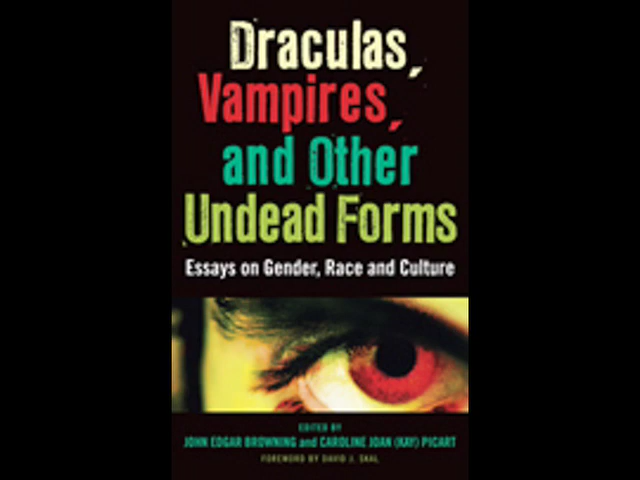 Draculas,
Vampires,
and Other
Undead Forms
Essays on Gender, Race and Culture
EDITED BY
JOHN EDGAR BROWNING and CAROLINE JOAN (KAY) PICART
FOREWORD BY DAVID J. SKAL